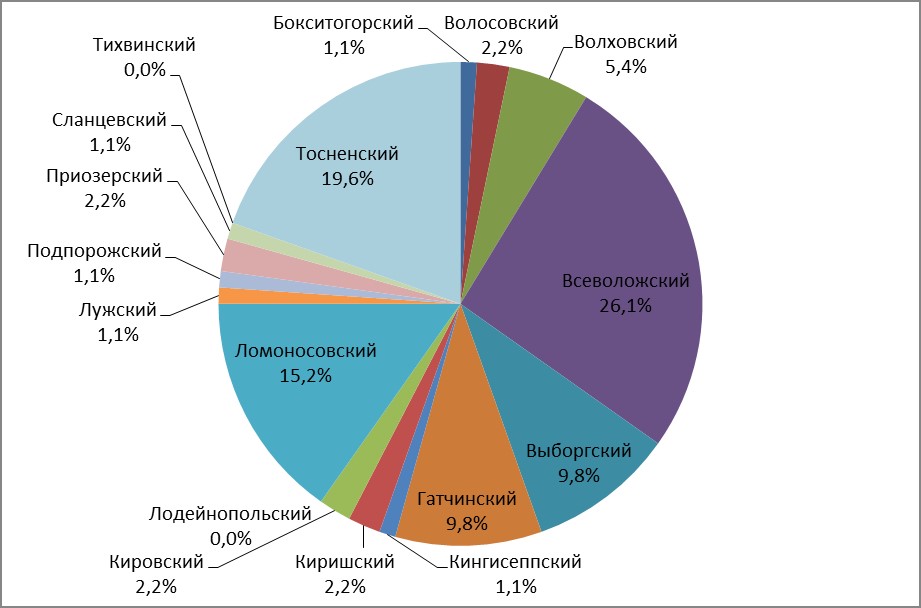 Бокситогорский
1,1%
Волосовский
2,2%
Волховский
5,4%
Всеволожский
26,1%
Выборгский
9,8%
Гатчинский
9,8%
Кингисеппский
1,1%
Киришский
2,2%
Кировский
2,2%
Лодейнопольский
0,0%
Ломоносовский
15,2%
Лужский
1,1%
Подпорожский
1,1%
Приозерский
2,2%
Сланцевский
1,1%
Тихвинский
0,0%
Тосненский
19,6%